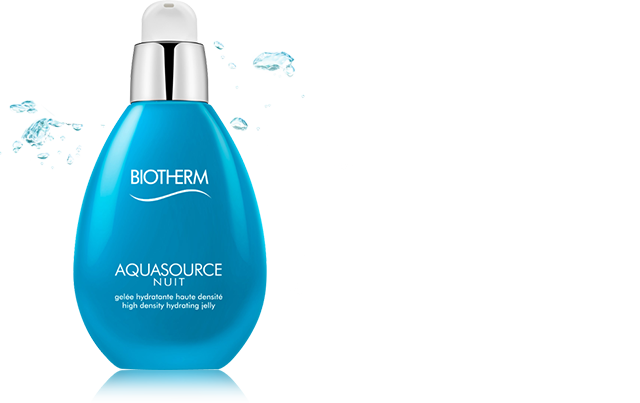 BIOTHERM
AQUASOURCE
NUIT
gelée hydratante haute densité
high density hydrating jelly